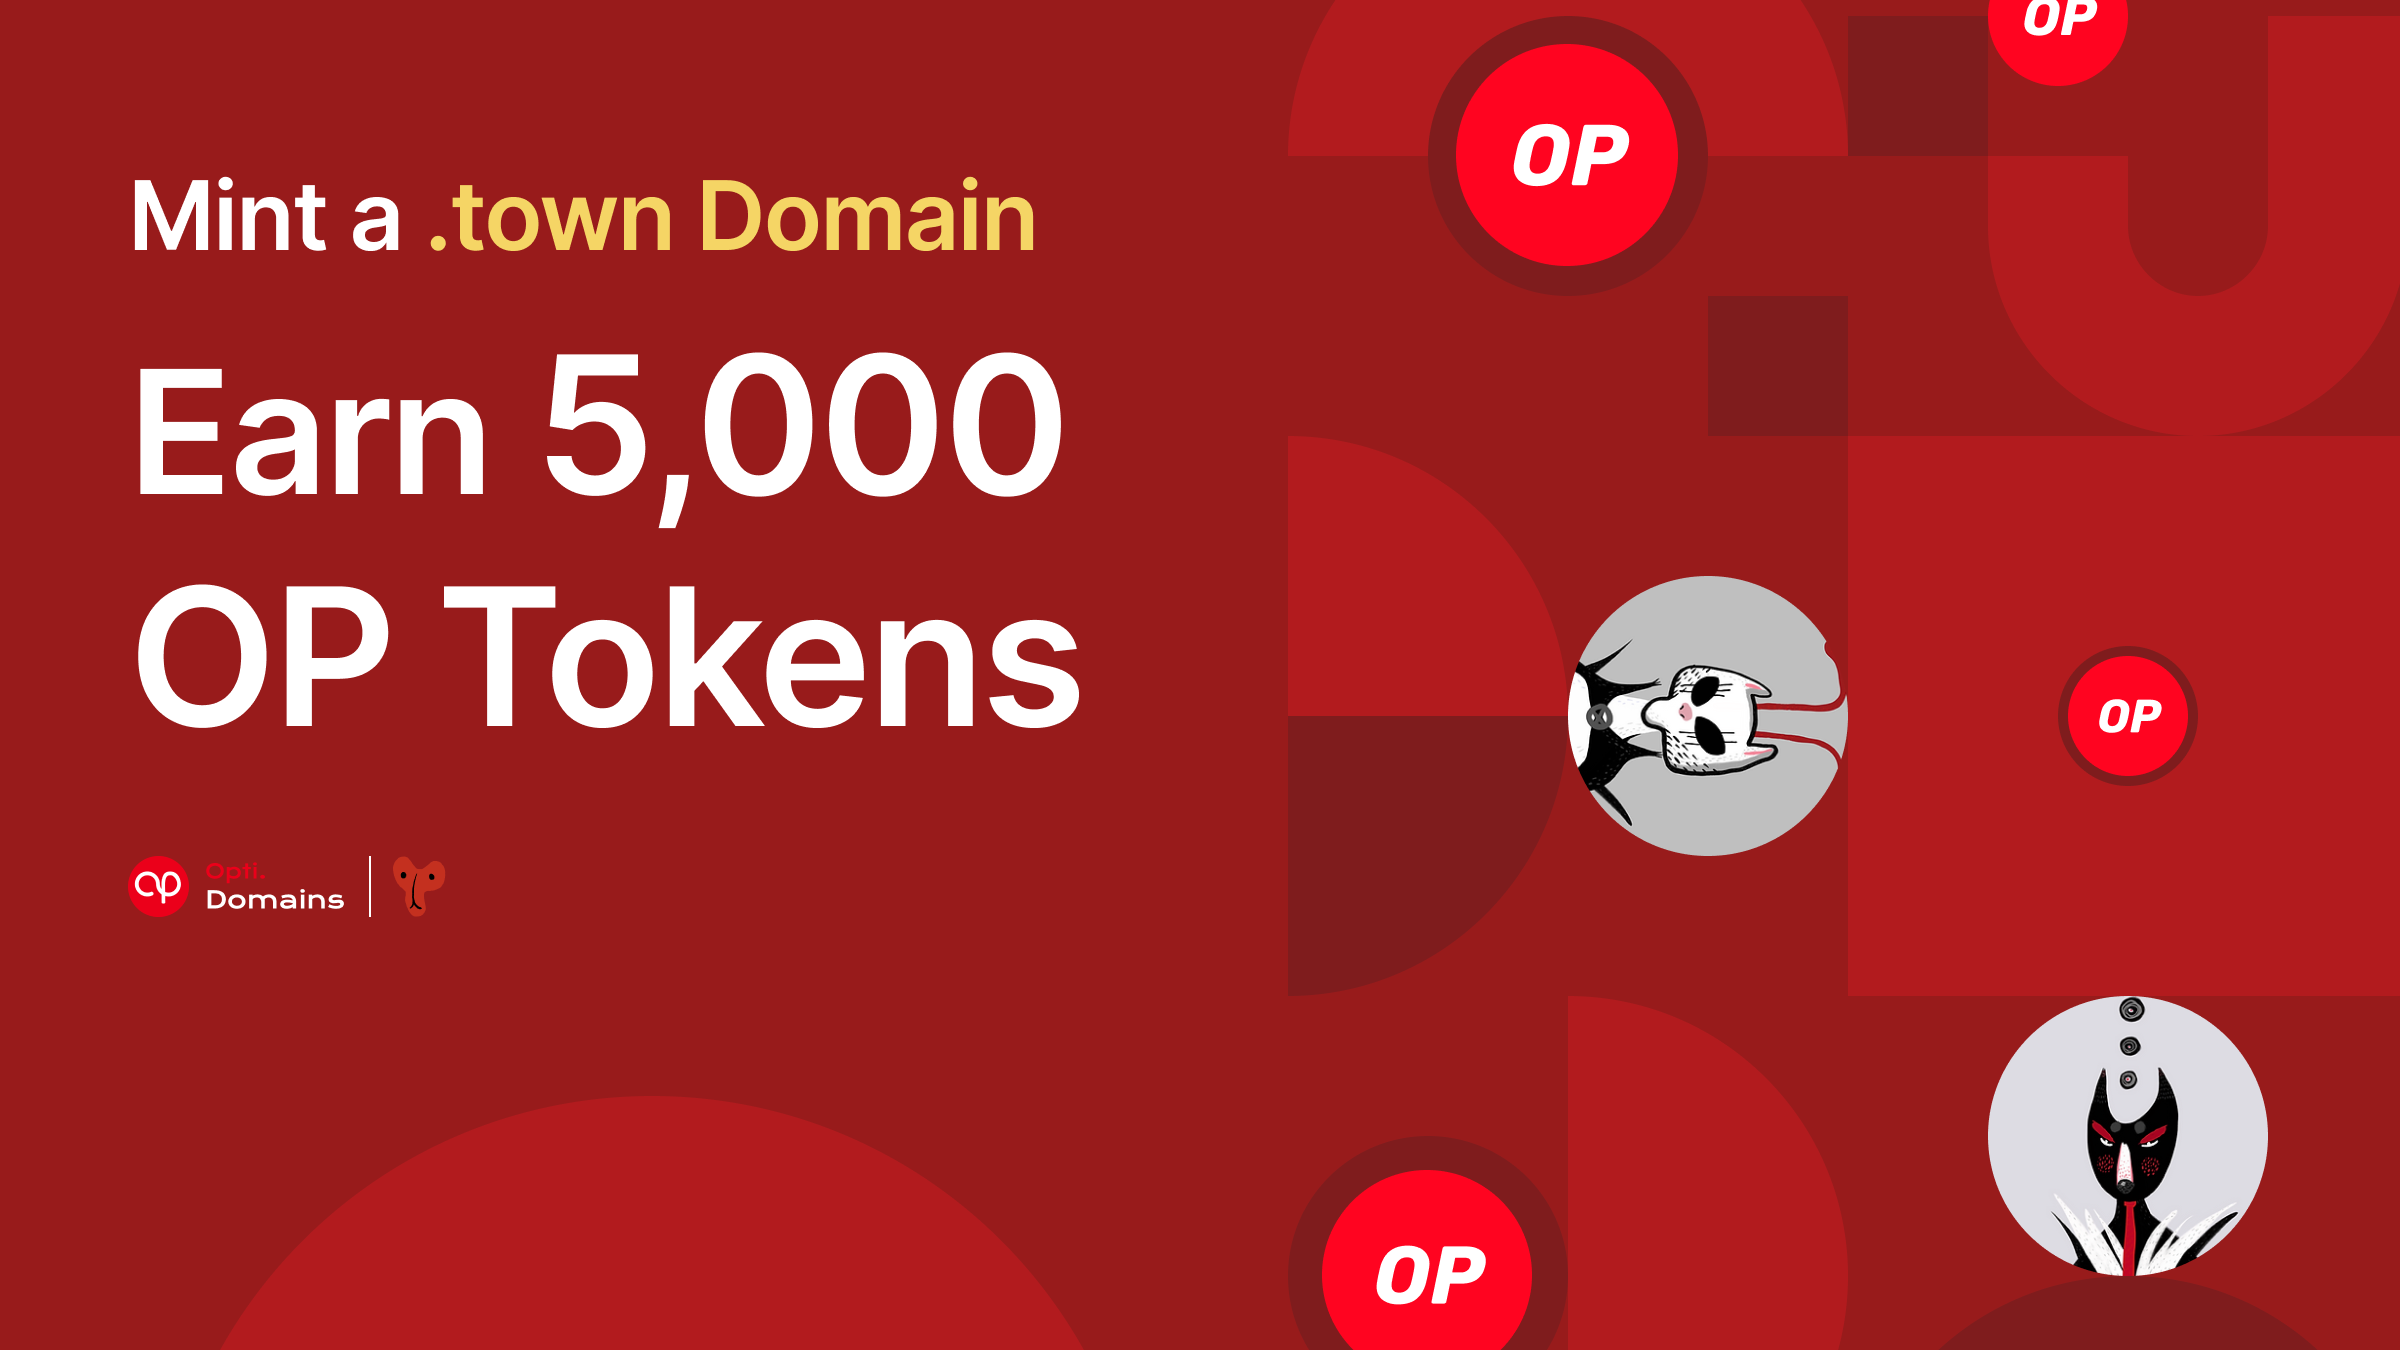 Mint a .town Domain
Earn 5,000
OP Tokens
Opti.
Domains
OP
OP
OP
OP